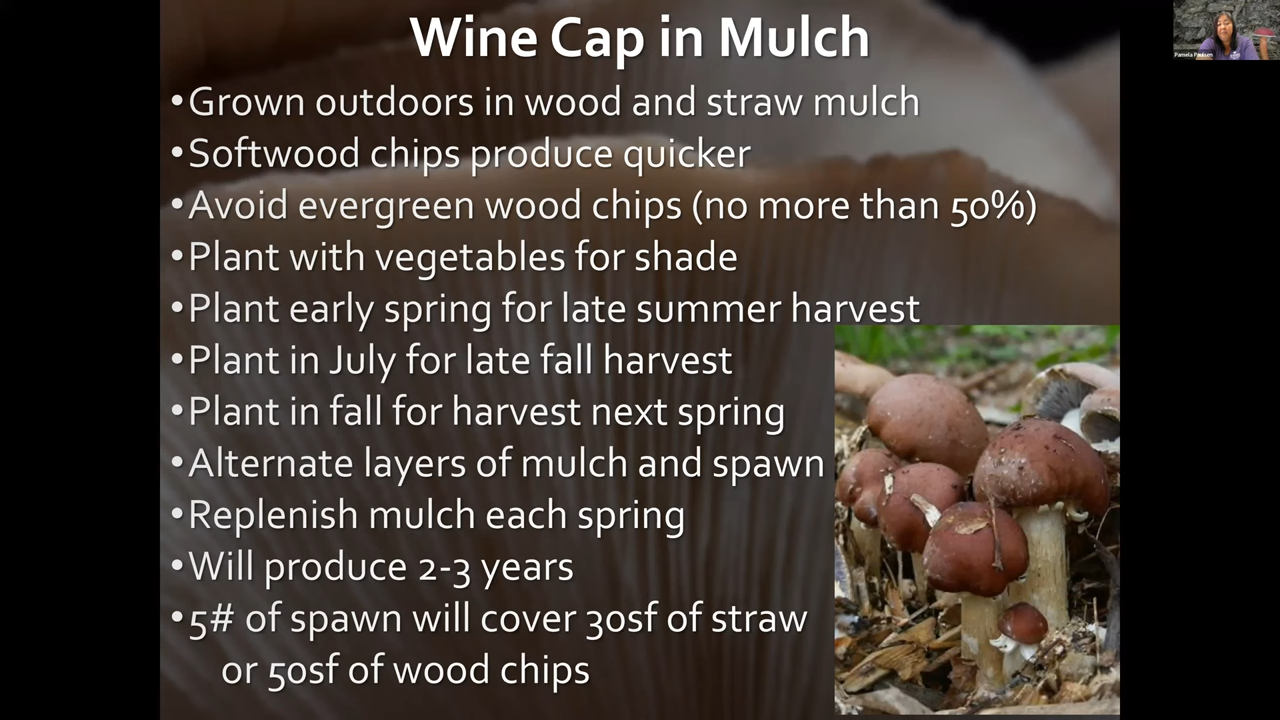 Wine Cap in Mulch
•Grown outdoors in wood and straw mulch
•Softwood chips produce quicker
•Avoid evergreen wood chips (no more than 50%)
•Plant with vegetables for shade
•Plant early spring for late summer harvest
•Plant in July for late fall harvest
•Plant in fall for harvest next spring
•Alternate layers of mulch and spawn
•Replenish mulch each spring
•Will produce 2-3 years
•5# of spawn will cover 30sf of straw
or 50sf of wood chips
Pamela Paulsen